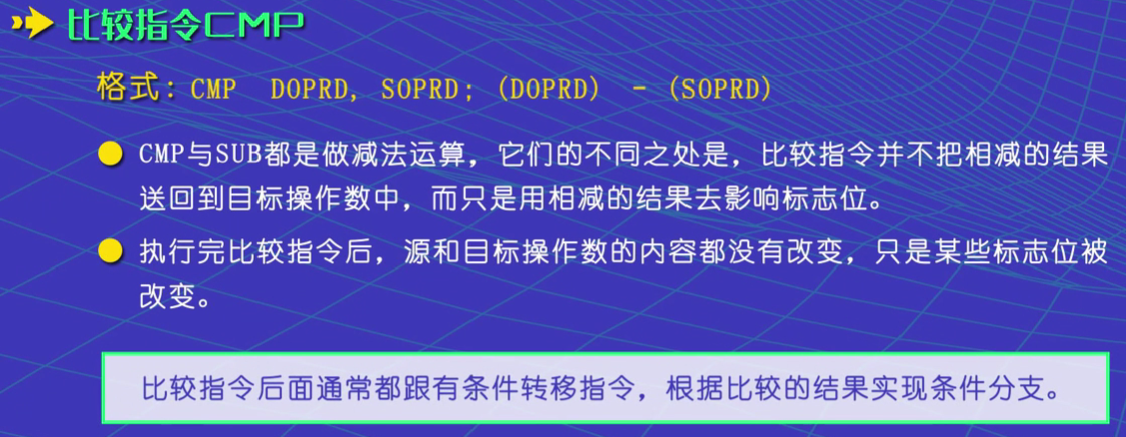 比较指令CMP
格式：CMP DOPRD, SOPRD; (DOPRD) - (SOPRD)
CMP与SUB都是做减法运算，它们的不同之处是，比较指令并不把相减的结果
送回到目标操作数中，而只是用相减的结果去影响标志位。
执行完比较指令后，源和目标操作数的内容都没有改变，只是某些标志位被
改变。
比较指令后面通常都跟有条件转移指令，根据比较的结果实现条件分支。